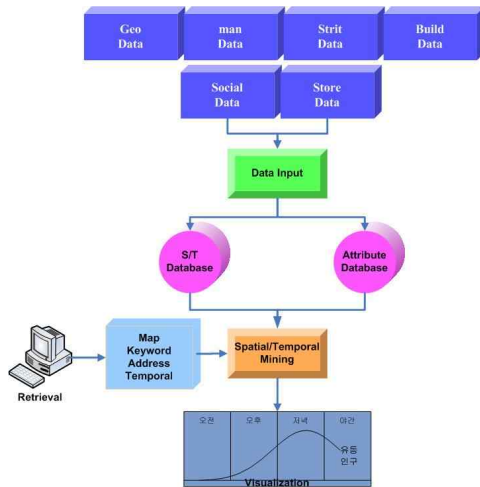 Geo
Data
man
Data
Strit
Data
Build
Data
Social
Data
Store
Data
Data Input
S/T
Database
Attribute
Database
Map
Keyword
Address
Temporal
Spatial/Temporal
Mining
Retrieval
오전
오후
저녁
야간
유동
인구
Visualization